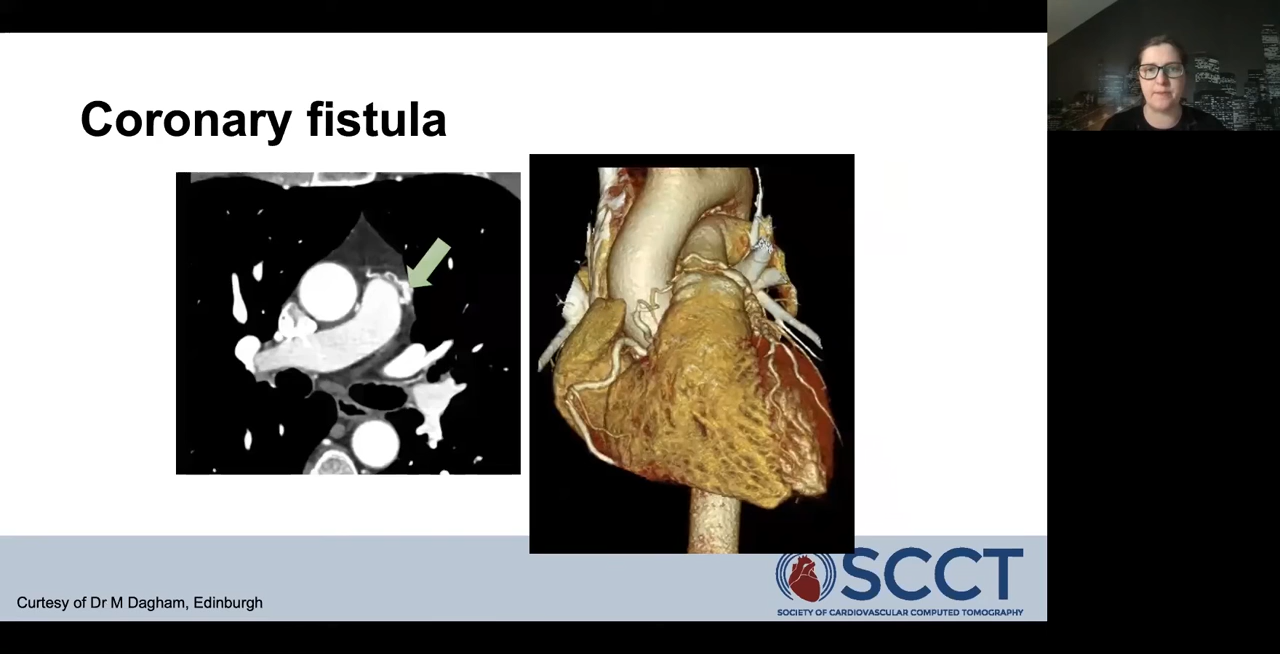 Coronary fistula
Curtesy of Dr M Dagham, Edinburgh
SCCT
SOCIETY OF CARDIOVASCULAR COMPUTED TOMOGRAPHY